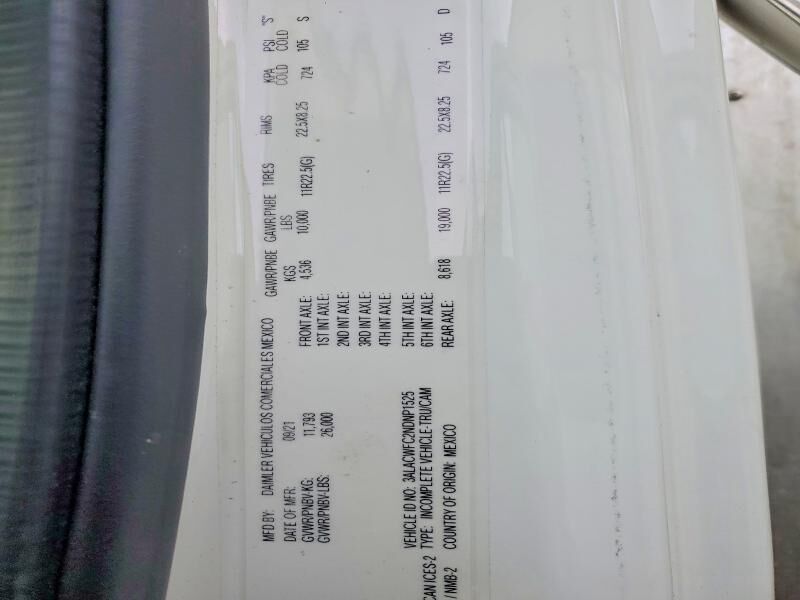 MFD BY: DAIMLER VEHICULOS COMERCIALES MEXICO
DATE OF MFR: 09/21
GVWR/PNBV-KG: 11,793
GVWR/PNBV-LBS: 26,000
GAWR/PNBE KGS GAWR/PNBE LBS TIRES RIMS KPA COLD PSI COLD 'S'
FRONT AXLE: 4,536 10,000 11R22.5(G) 22.5X8.25 724 105 S
1ST INT AXLE:
2ND INT AXLE:
3RD INT AXLE:
4TH INT AXLE:
5TH INT AXLE:
6TH INT AXLE:
REAR AXLE: 8,618 19,000 11R22.5(G) 22.5X8.25 724 105 D
VEHICLE ID NO: 3ALACWFC2NDNP1525
CAN ICES-2 TYPE: INCOMPLETE VEHICLE-TRU/CAM
/ NMB-2 COUNTRY OF ORIGIN: MEXICO